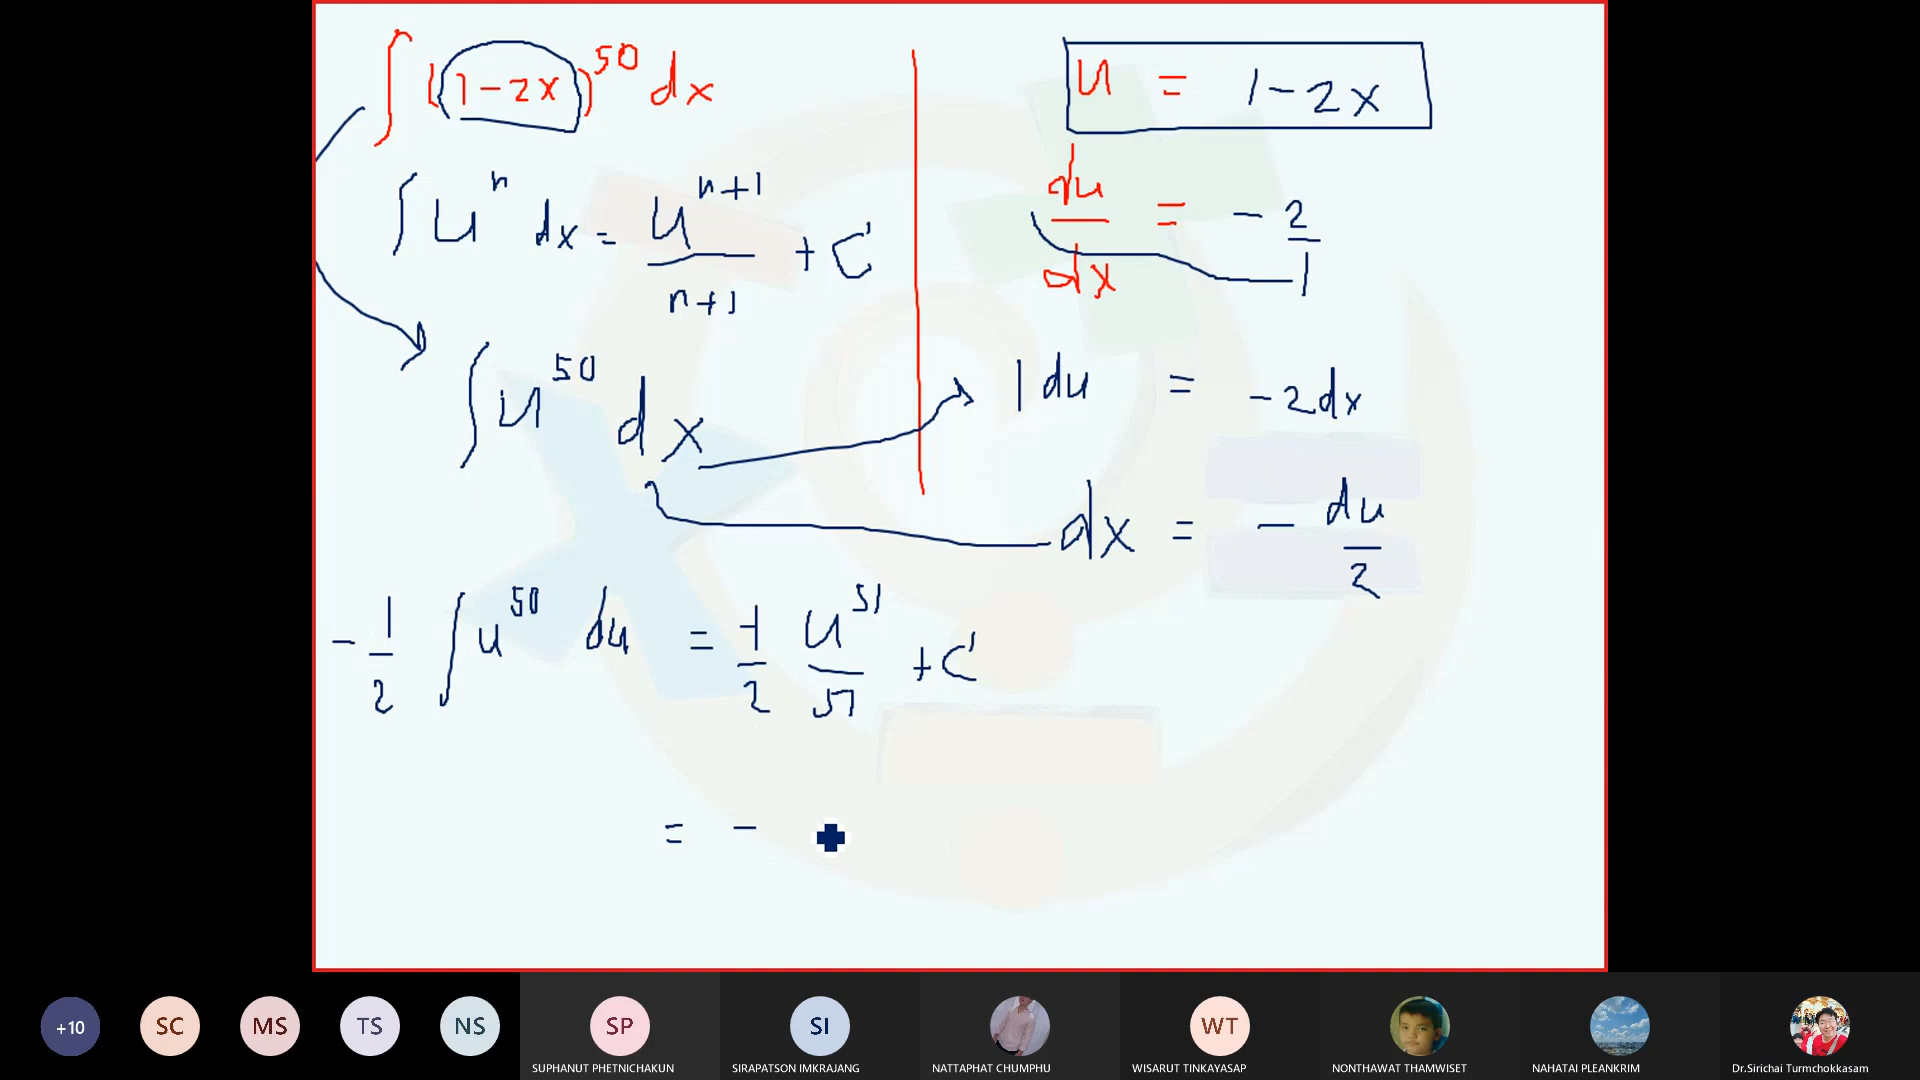 ∫ (1-2x)^50 dx
∫ u^n dx = u^(n+1)/(n+1) + C
∫ u^50 dx
-1/2 ∫ u^50 du = -1/2 u^51/51 + C
= -
u = 1-2x
du/dx = -2/1
1 du = -2dx
dx = - du/2
+10
SC
MS
TS
NS
SP
SUPHANUT PHETNICHAKUN
SI
SIRAPATSON IMKRAJANG
NATTAPHAT CHUMPHU
WT
WISARUT TINKAYASAP
NONTHAWAT THAMWISET
NAHATAI PLEANKRIM
Dr.Sirichai Turmchokkasam